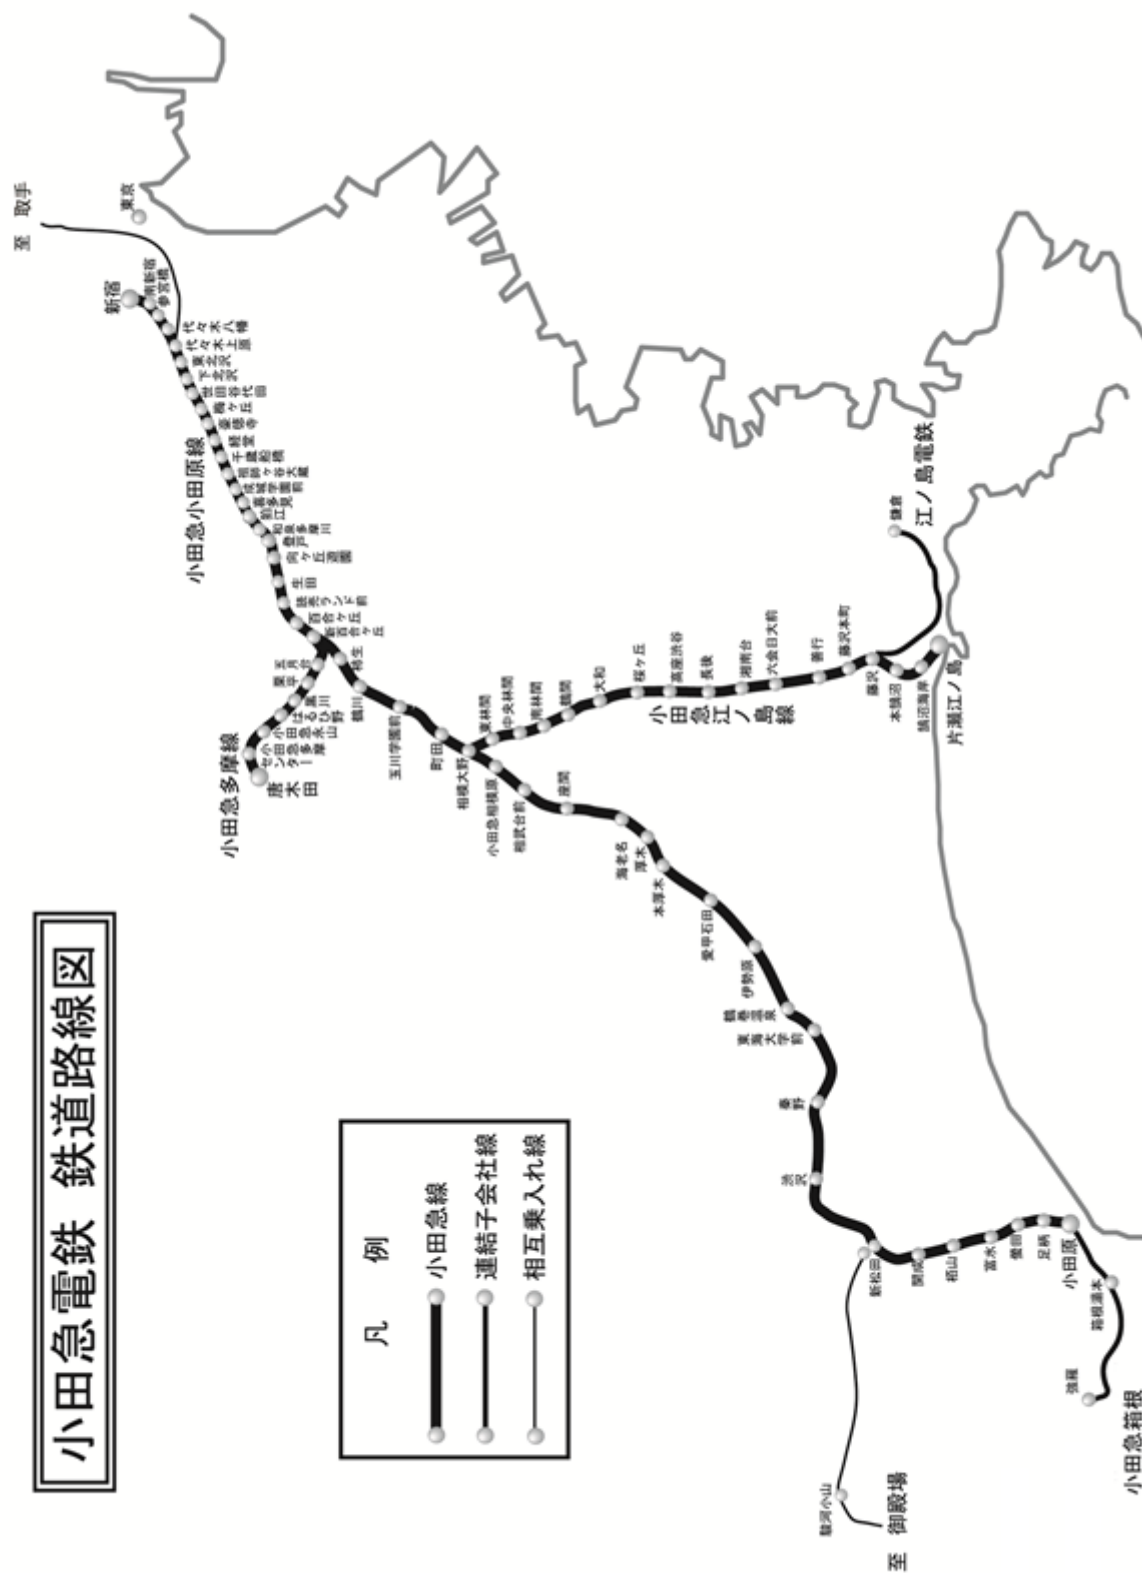 小田急電鉄 鉄道路線図
凡 例
小田急線
連結子会社線
相互乗入れ線
至 取手
東京
新宿
南新宿
参宮橋
代々木八幡
代々木上原
東北沢
下北沢
世田谷代田
梅ヶ丘
豪徳寺
経堂
千歳船橋
祖師ヶ谷大蔵
成城学園前
喜多見
狛江
和泉多摩川
登戸
向ヶ丘遊園
生田
読売ランド前
百合ヶ丘
新百合ヶ丘
小田急小田原線
五月台
栗平
黒川
はるひ野
小田急永山
小田急多摩
センター
唐木田
小田急多摩線
柿生
鶴川
玉川学園前
町田
相模大野
小田急相模原
相武台前
座間
海老名
厚木
本厚木
愛甲石田
伊勢原
鶴巻温泉
東海大学前
秦野
渋沢
新松田
開成
栢山
富水
螢田
足柄
小田原
箱根湯本
強羅
小田急箱根
駿河小山
至 御殿場
東林間
中央林間
南林間
鶴間
大和
桜ヶ丘
高座渋谷
長後
湘南台
六会日大前
善行
藤沢本町
藤沢
本鵠沼
鵠沼海岸
片瀬江ノ島
小田急江ノ島線
鎌倉
江ノ島電鉄